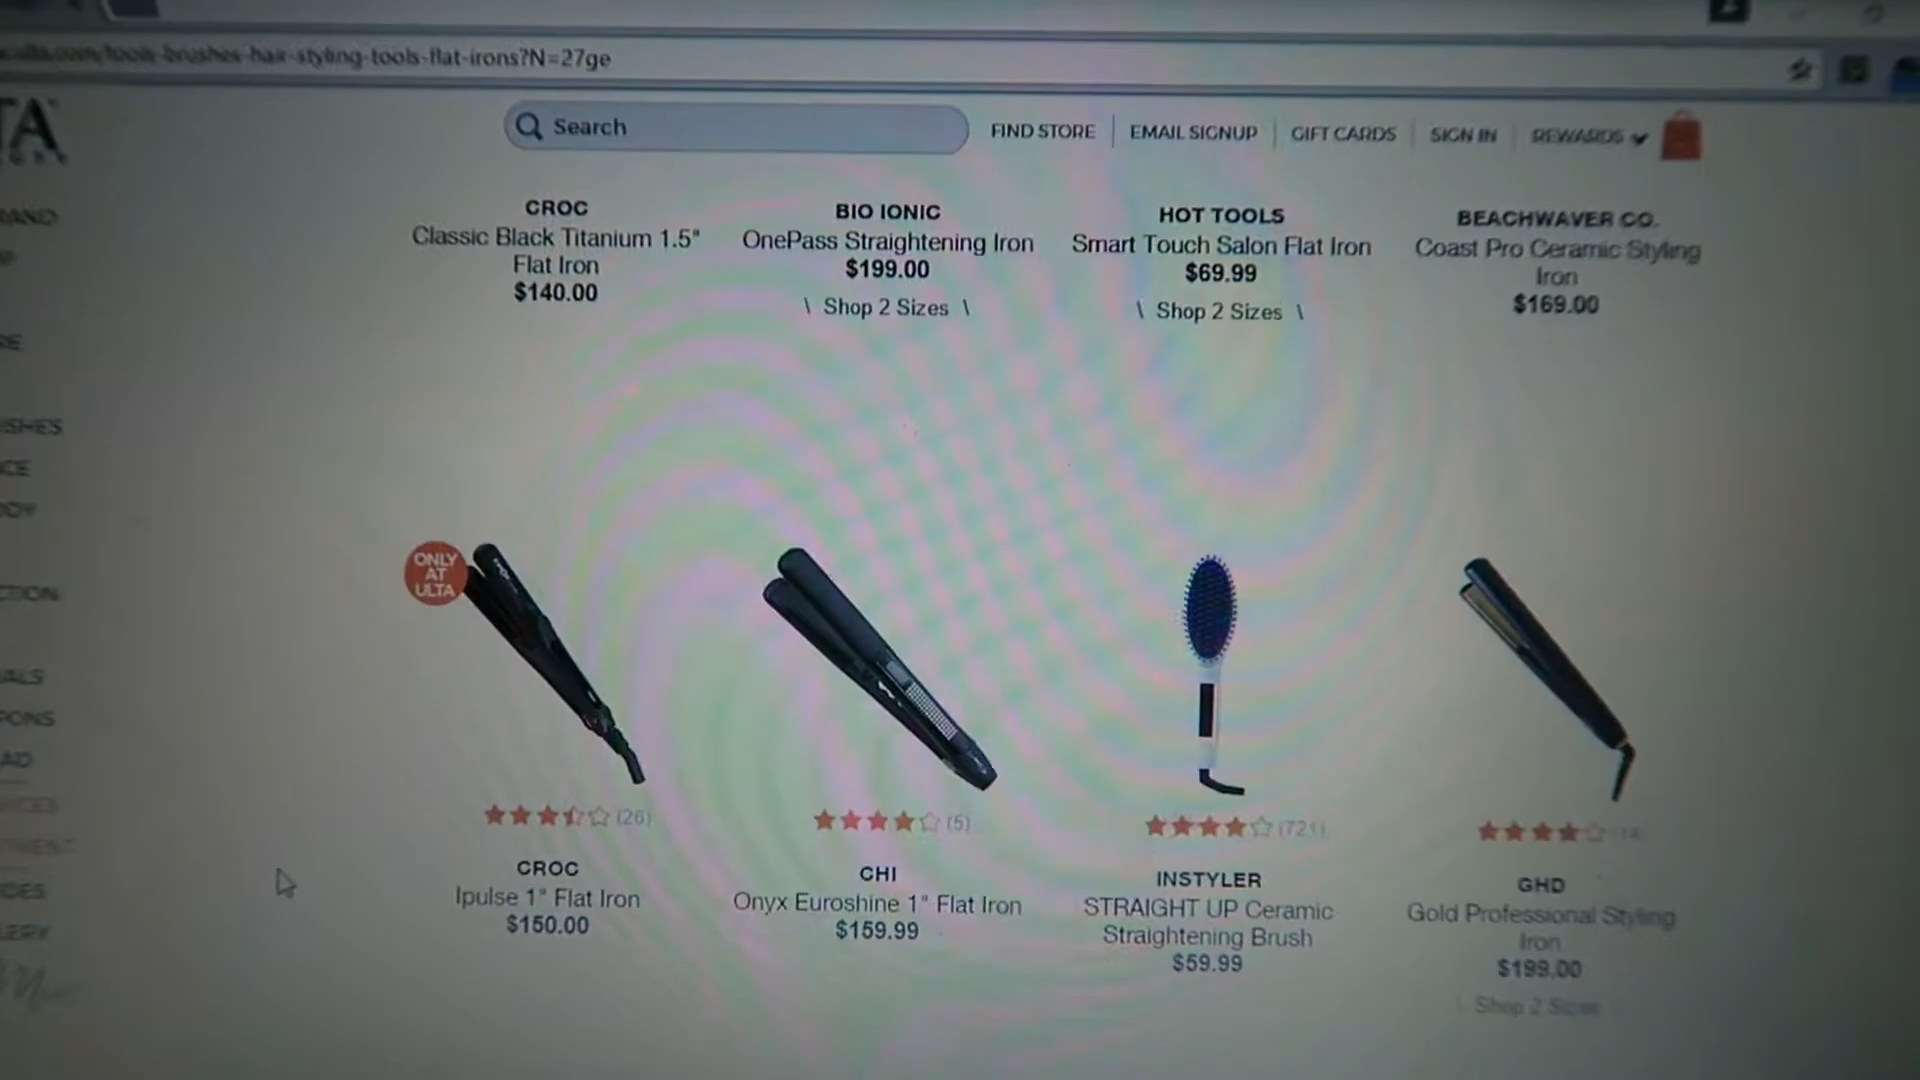 ulta.com/tools-brushes-hair-styling-tools-flat-irons?N=27ge
TA
Search
FIND STORE
EMAIL SIGNUP
GIFT CARDS
SIGN IN
REWARDS
CROC
Classic Black Titanium 1.5"
Flat Iron
$140.00
BIO IONIC
OnePass Straightening Iron
$199.00
\ Shop 2 Sizes \
HOT TOOLS
Smart Touch Salon Flat Iron
$69.99
\ Shop 2 Sizes \
BEACHWAVER CO.
Coast Pro Ceramic Styling
Iron
$169.00
ONLY
AT
ULTA
(26)
CROC
Ipulse 1" Flat Iron
$150.00
(5)
CHI
Onyx Euroshine 1" Flat Iron
$159.99
(721)
INSTYLER
STRAIGHT UP Ceramic
Straightening Brush
$59.99
GHD
Gold Professional Styling
Iron
$199.00
Shop 2 Sizes